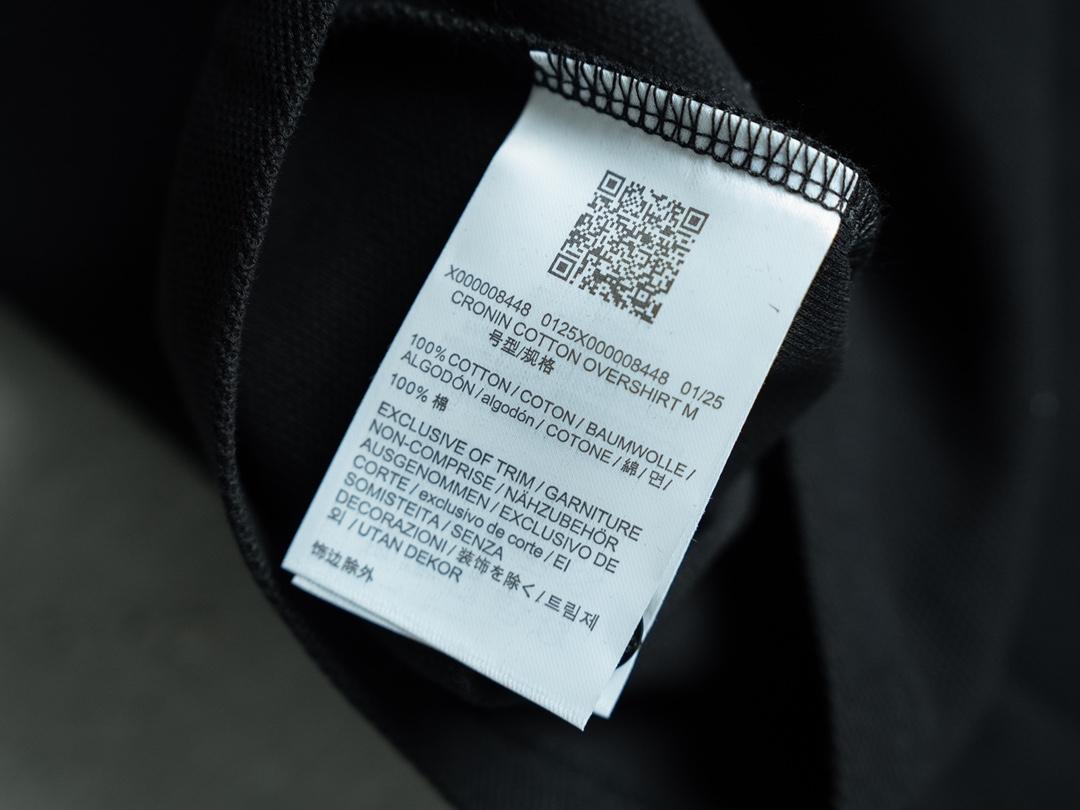 X000008448 0125X000008448 01/25
CRONIN COTTON OVERSHIRT M
号型/规格
100% COTTON / COTON / BAUMWOLLE /
ALGODÓN / algodón / COTONE / 綿 / 면 /
100% 棉
EXCLUSIVE OF TRIM / GARNITURE
NON-COMPRISE / NÄHZUBEHÖR
AUSGENOMMEN / EXCLUSIVO DE
CORTE / exclusivo de corte / EI
SOMISTEITA / SENZA
DECORAZIONI / 装飾を除く / 트림 제
외 / UTAN DEKOR
饰边除外